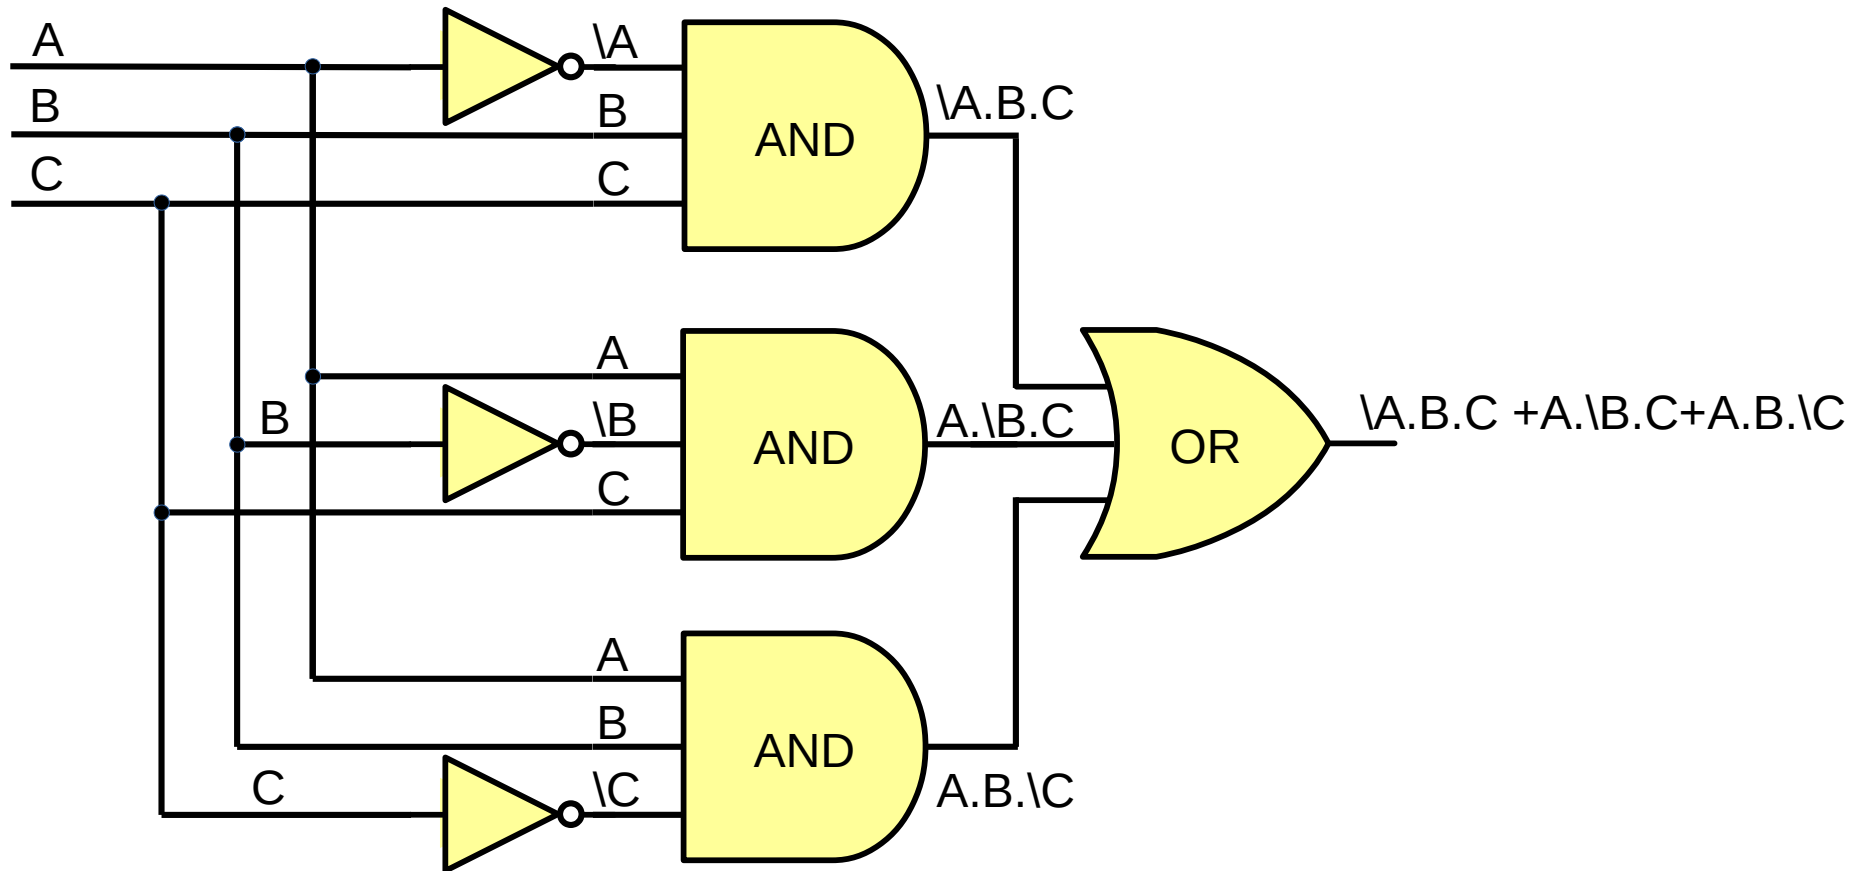 A
\A
B
B
C
C
AND
\A.B.C
A
B
\B
C
AND
A.\B.C
OR
\A.B.C +A.\B.C+A.B.\C
A
B
C
\C
AND
A.B.\C